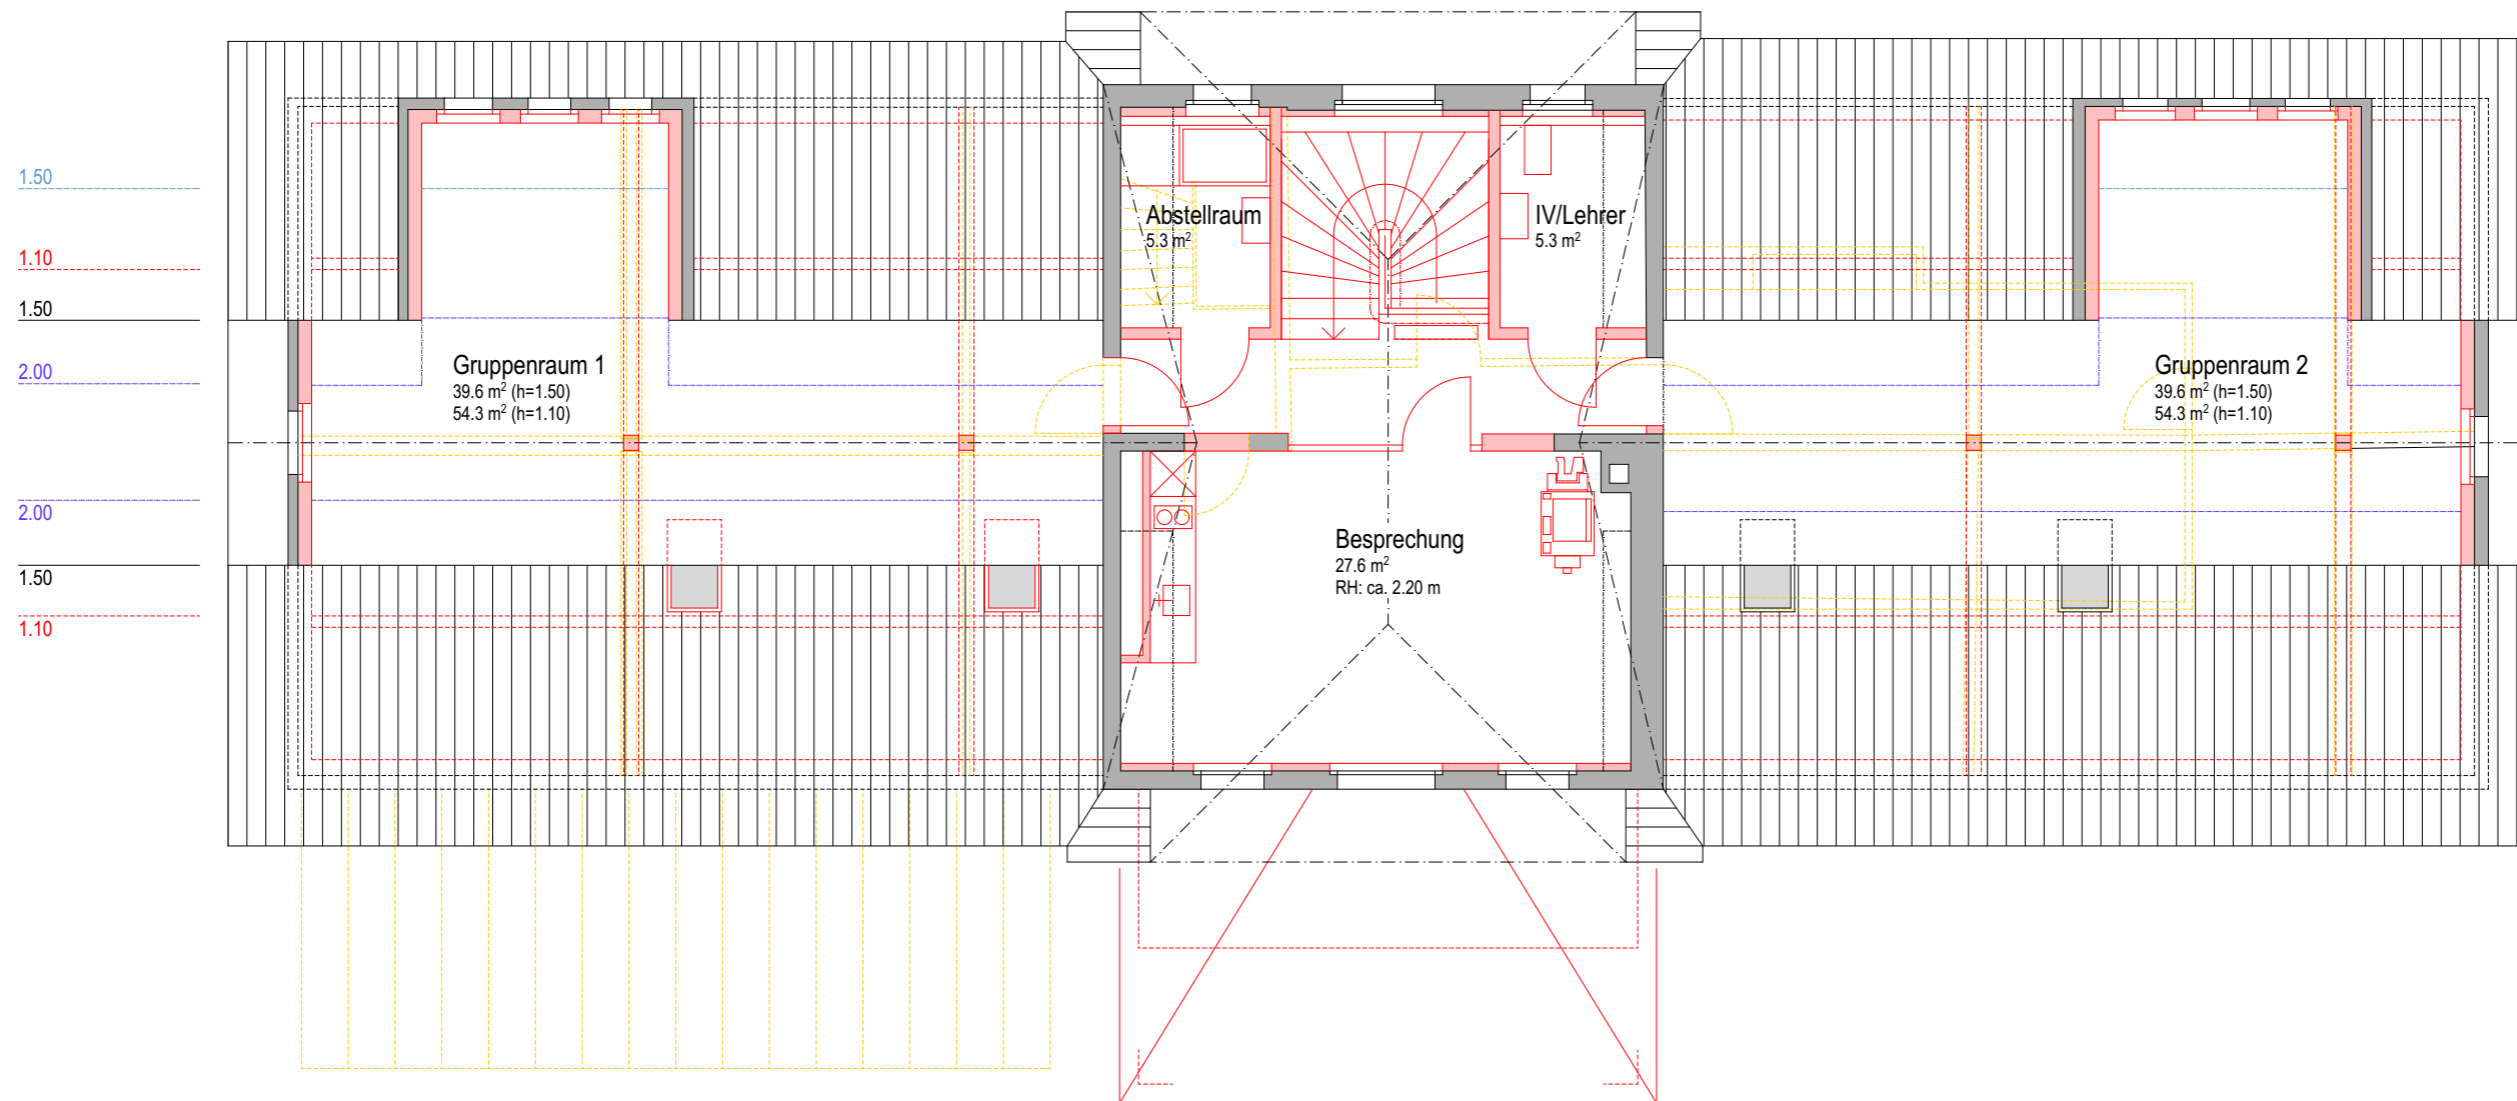 1.50
1.10
1.50
2.00
2.00
1.50
1.10
Gruppenraum 1
39.6 m² (h=1.50)
54.3 m² (h=1.10)
Abstellraum
5.3 m²
IV/Lehrer
5.3 m²
Besprechung
27.6 m²
RH: ca. 2.20 m
Gruppenraum 2
39.6 m² (h=1.50)
54.3 m² (h=1.10)